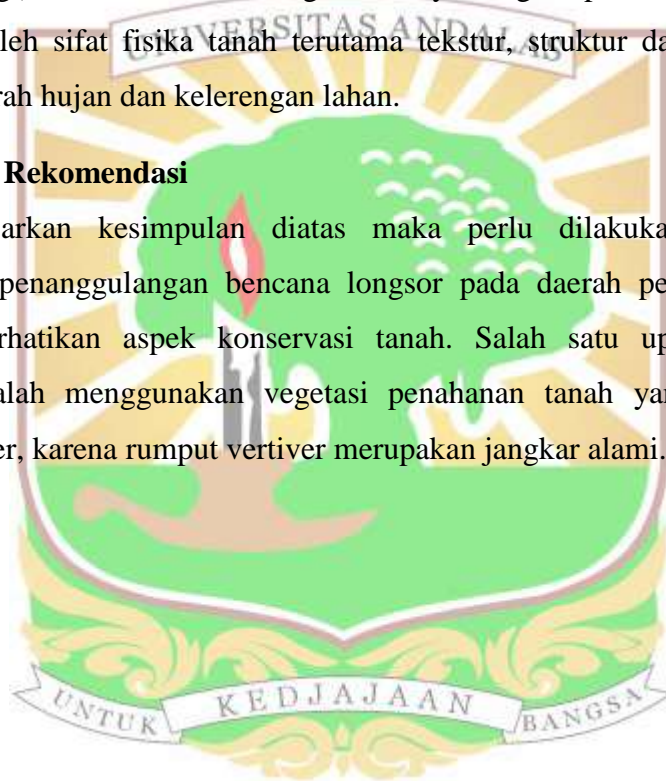 UNIVERSITAS ANDALAS
leh sifat fisika tanah terutama tekstur, struktur da
rah hujan dan kelerengan lahan.
Rekomendasi
arkan kesimpulan diatas maka perlu dilakuka
penanggulangan bencana longsor pada daerah pe
rhatikan aspek konservasi tanah. Salah satu up
alah menggunakan vegetasi penahanan tanah yan
er, karena rumput vertiver merupakan jangkar alami.
UNTUK KEDJAJAAN BANGSA